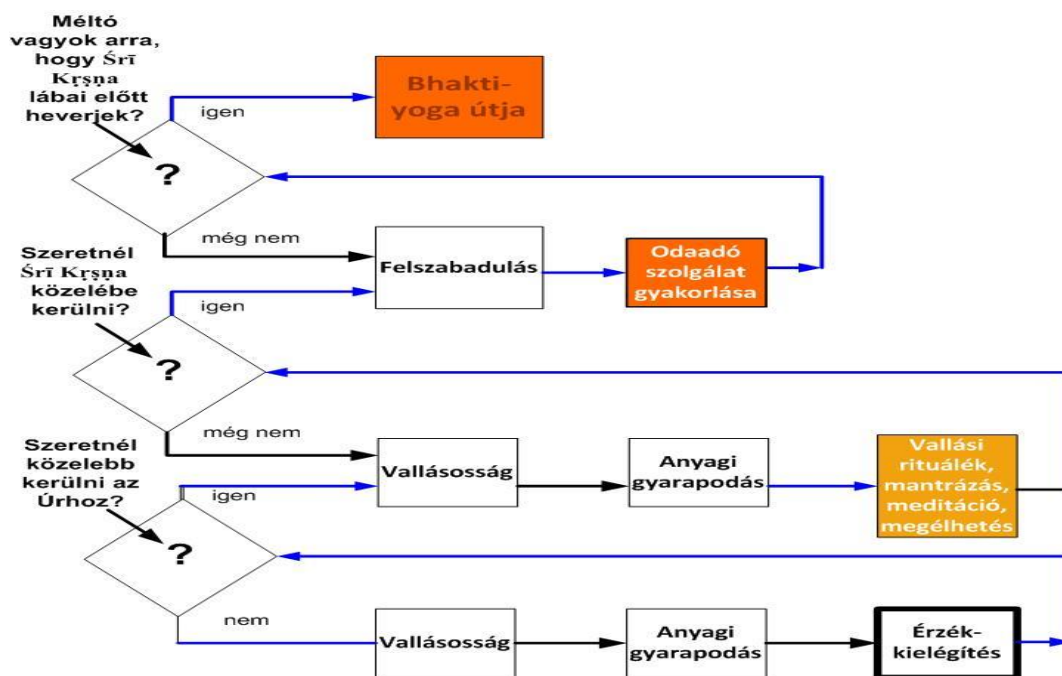 Méltó
vagyok arra,
hogy Śrī
Kṛṣṇa
lábai előtt
heverjek?
?
igen
Bhakti-
yoga útja
még nem
Felszabadulás
Odaadó
szolgálat
gyakorlása
Szeretnél
Śrī Kṛṣṇa
közelébe
kerülni?
?
igen
még nem
Vallásosság
Anyagi
gyarapodás
Vallási
rituálék,
mantrázás,
meditáció,
megélhetés
Szeretnél
közelebb
kerülni az
Úrhoz?
?
igen
nem
Vallásosság
Anyagi
gyarapodás
Érzék-
kielégítés